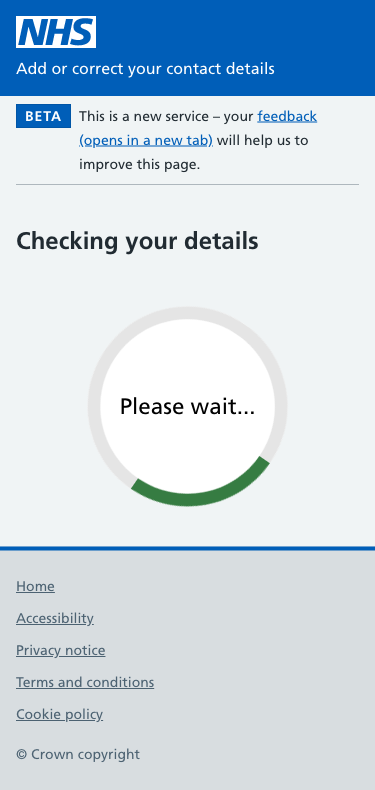 NHS
Add or correct your contact details
BETA
This is a new service – your feedback
(opens in a new tab) will help us to
improve this page.
Checking your details
Please wait...
Home
Accessibility
Privacy notice
Terms and conditions
Cookie policy
© Crown copyright